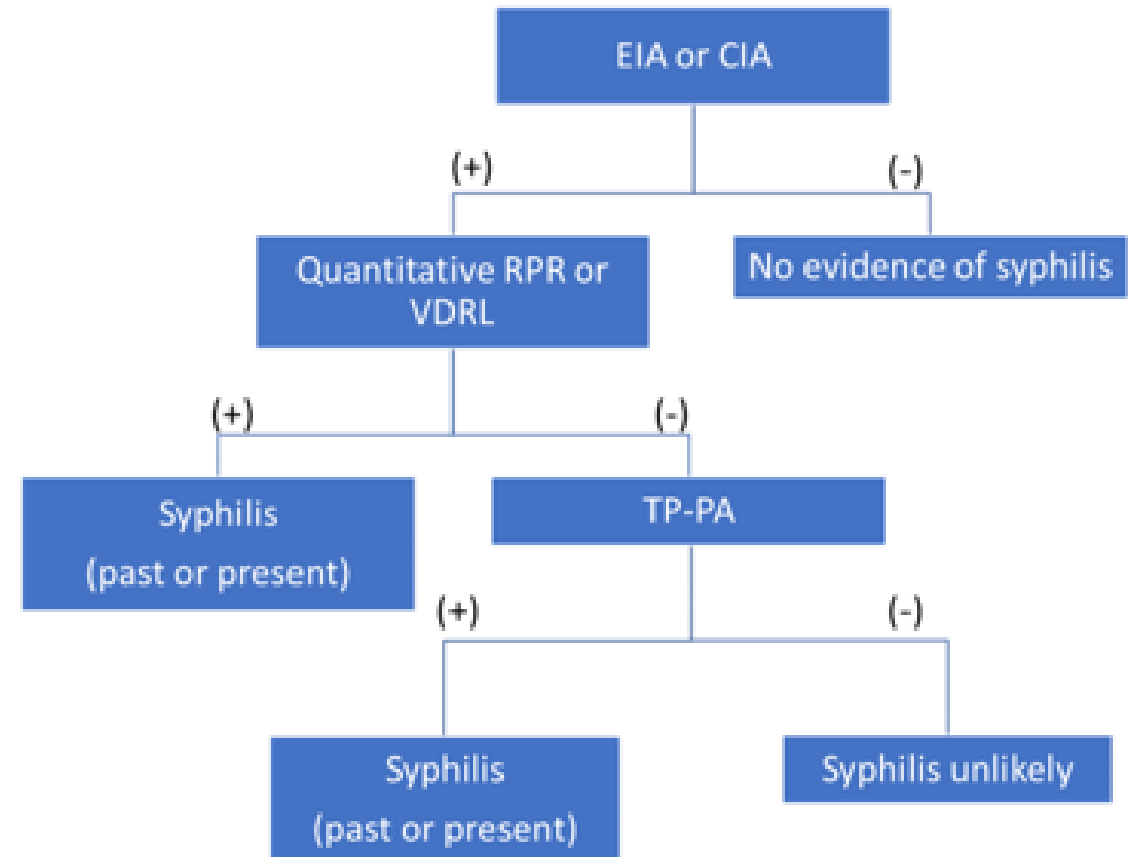 EIA or CIA
(+)
(-)
Quantitative RPR or
VDRL
No evidence of syphilis
(+)
(-)
Syphilis
(past or present)
TP-PA
(+)
(-)
Syphilis
(past or present)
Syphilis unlikely